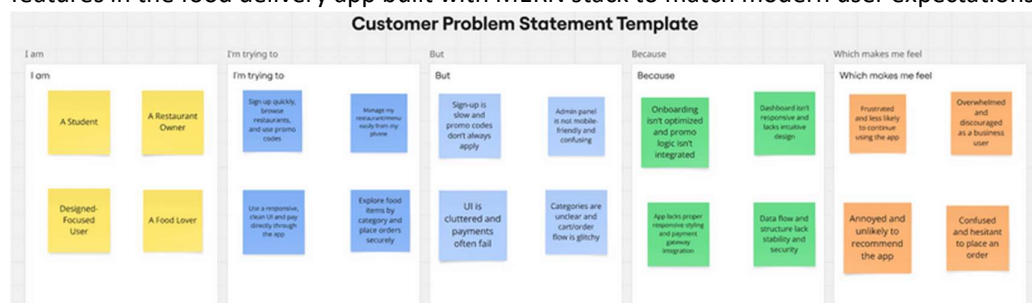 features in the food delivery app built with MERN stack to match modern user expectations
Customer Problem Statement Template
I am
I'm trying to
But
Because
Which makes me feel
I am
I'm trying to
But
Because
Which makes me feel
A Student
A Restaurant
Owner
Sign up quickly,
browse
restaurants,
and use promo
codes
Manage my
restaurant/menu
easily from my
phone
Sign-up is
slow and
promo codes
don't always
apply
Admin panel
is not mobile-
friendly and
confusing
Onboarding
isn't optimized
and promo
logic isn't
integrated
Dashboard isn't
responsive and
lacks intuitive
design
Frustrated
and less likely
to continue
using the app
Overwhelmed
and
discouraged
as a business
user
Designed-
Focused
User
A Food Lover
Use a responsive,
clean UI and pay
directly through
the app
Explore food
items by
category and
place orders
securely
UI is
cluttered and
payments
often fail
Categories are
unclear and
cart/order
flow is glitchy
App lacks proper
responsive styling
and payment
gateway
integration
Data flow and
structure lack
stability and
security
Annoyed and
unlikely to
recommend
the app
Confused
and hesitant
to place an
order